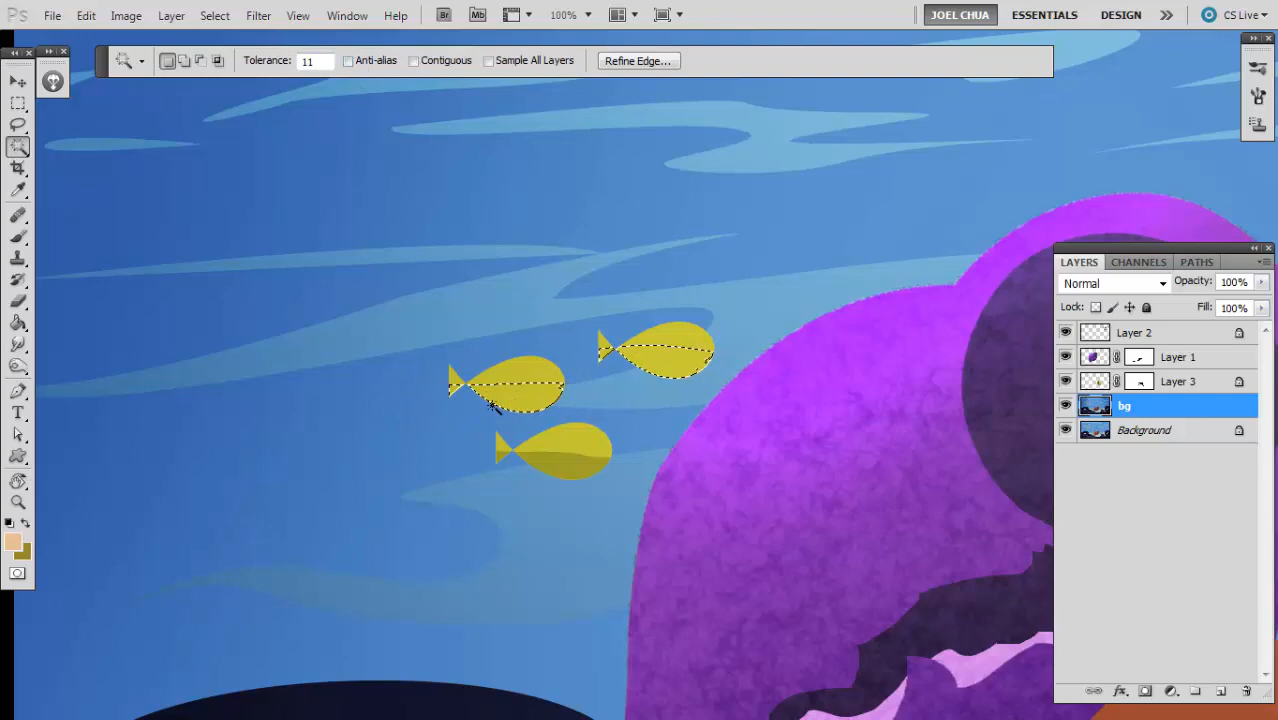 Ps File Edit Image Layer Select Filter View Window Help Br Mb 100% JOEL CHUA ESSENTIALS DESIGN CS Live
Tolerance: 11 Anti-alias Contiguous Sample All Layers Refine Edge...
LAYERS CHANNELS PATHS
Normal Opacity: 100%
Lock: Fill: 100%
Layer 2
Layer 1
Layer 3
bg
Background
T
fx